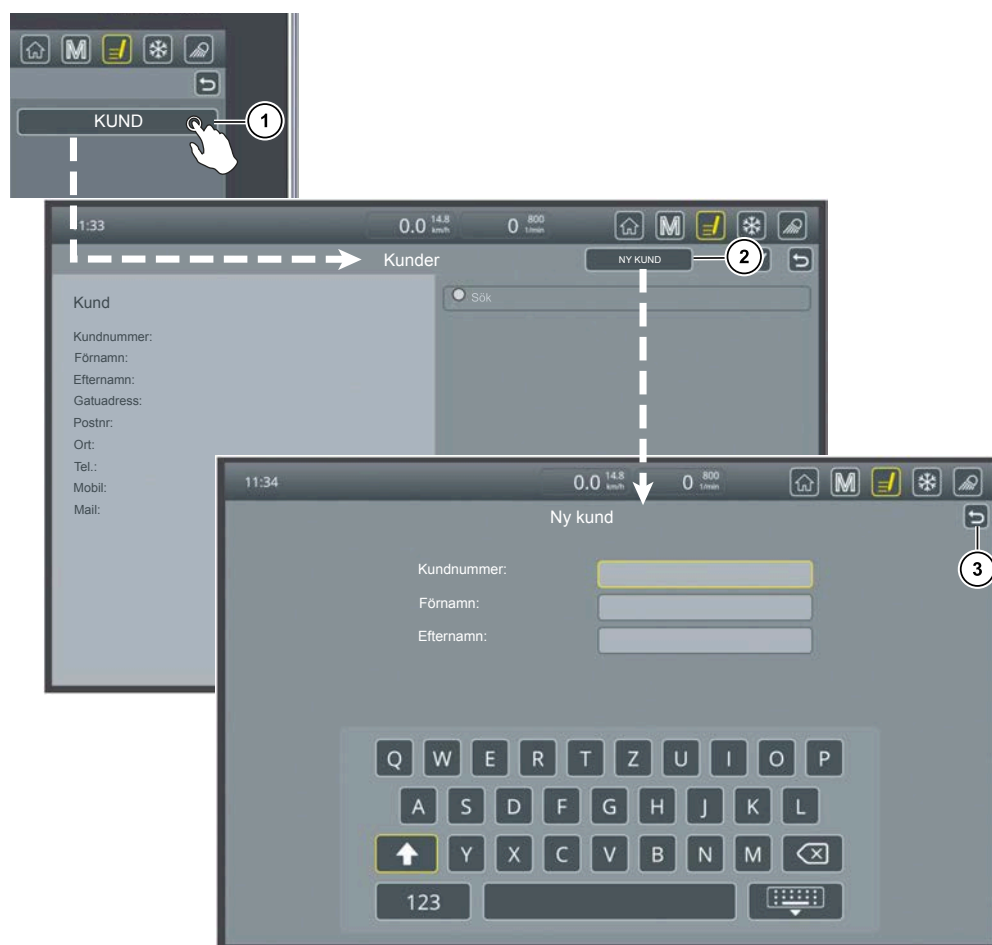 M
KUND
1
1:33
0.0 14.8 km/h
0 800 1/min
M
Kunder
NY KUND
2
Kund
Sök
Kundnummer:
Förnamn:
Efternamn:
Gatuadress:
Postnr:
Ort:
Tel.:
Mobil:
Mail:
11:34
0.0 14.8 km/h
0 800 1/min
M
Ny kund
3
Kundnummer:
Förnamn:
Efternamn:
Q W E R T Z U I O P
A S D F G H J K L
Y X C V B N M
123